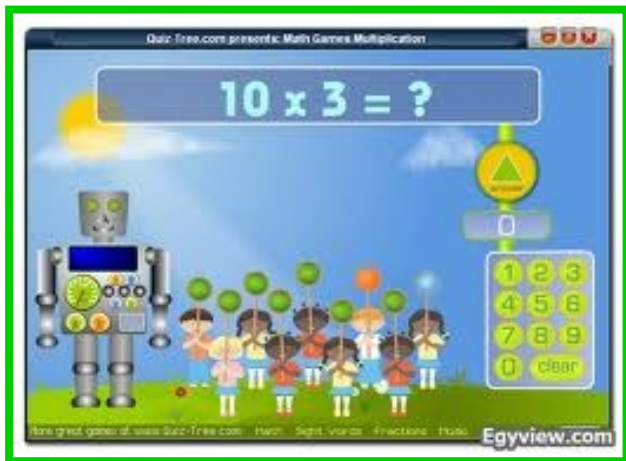 Quiz-Tree.com presents: Math Games Multiplication
10 x 3 = ?
answer
0
1 2 3
4 5 6
7 8 9
0 clear
More great games at www.Quiz-Tree.com Math Sight Words Fractions Music
Egyview.com